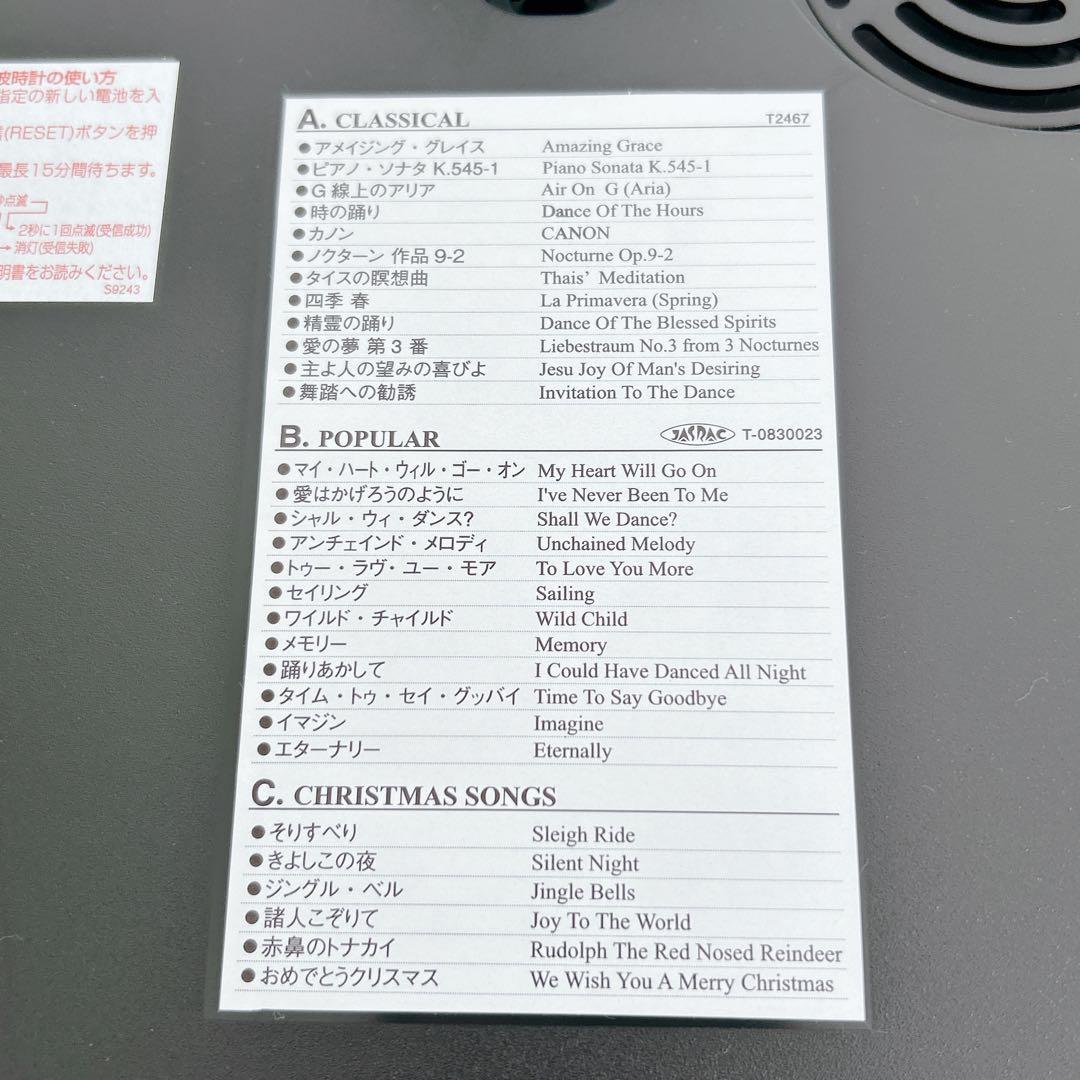 波時計の使い方
指定の新しい電池を入
(RESET)ボタンを押
最長15分間待ちます。
点滅
2秒に1回点滅(受信成功)
→消灯(受信失敗)
明書をお読みください。
S9243
A. CLASSICAL T2467
●アメイジング・グレイス Amazing Grace
●ピアノ・ソナタ K.545-1 Piano Sonata K.545-1
●G 線上のアリア Air On G (Aria)
●時の踊り Dance Of The Hours
●カノン CANON
●ノクターン 作品 9-2 Nocturne Op.9-2
●タイスの瞑想曲 Thais' Meditation
●四季 春 La Primavera (Spring)
●精霊の踊り Dance Of The Blessed Spirits
●愛の夢 第 3 番 Liebestraum No.3 from 3 Nocturnes
●主よ人の望みの喜びよ Jesu Joy Of Man's Desiring
●舞踏への勧誘 Invitation To The Dance
B. POPULAR JASRAC T-0830023
●マイ・ハート・ウィル・ゴー・オン My Heart Will Go On
●愛はかげろうのように I've Never Been To Me
●シャル・ウィ・ダンス? Shall We Dance?
●アンチェインド・メロディ Unchained Melody
●トゥー・ラヴ・ユー・モア To Love You More
●セイリング Sailing
●ワイルド・チャイルド Wild Child
●メモリー Memory
●踊りあかして I Could Have Danced All Night
●タイム・トゥ・セイ・グッバイ Time To Say Goodbye
●イマジン Imagine
●エターナリー Eternally
C. CHRISTMAS SONGS
●そりすべり Sleigh Ride
●きよしこの夜 Silent Night
●ジングル・ベル Jingle Bells
●諸人こぞりて Joy To The World
●赤鼻のトナカイ Rudolph The Red Nosed Reindeer
●おめでとうクリスマス We Wish You A Merry Christmas